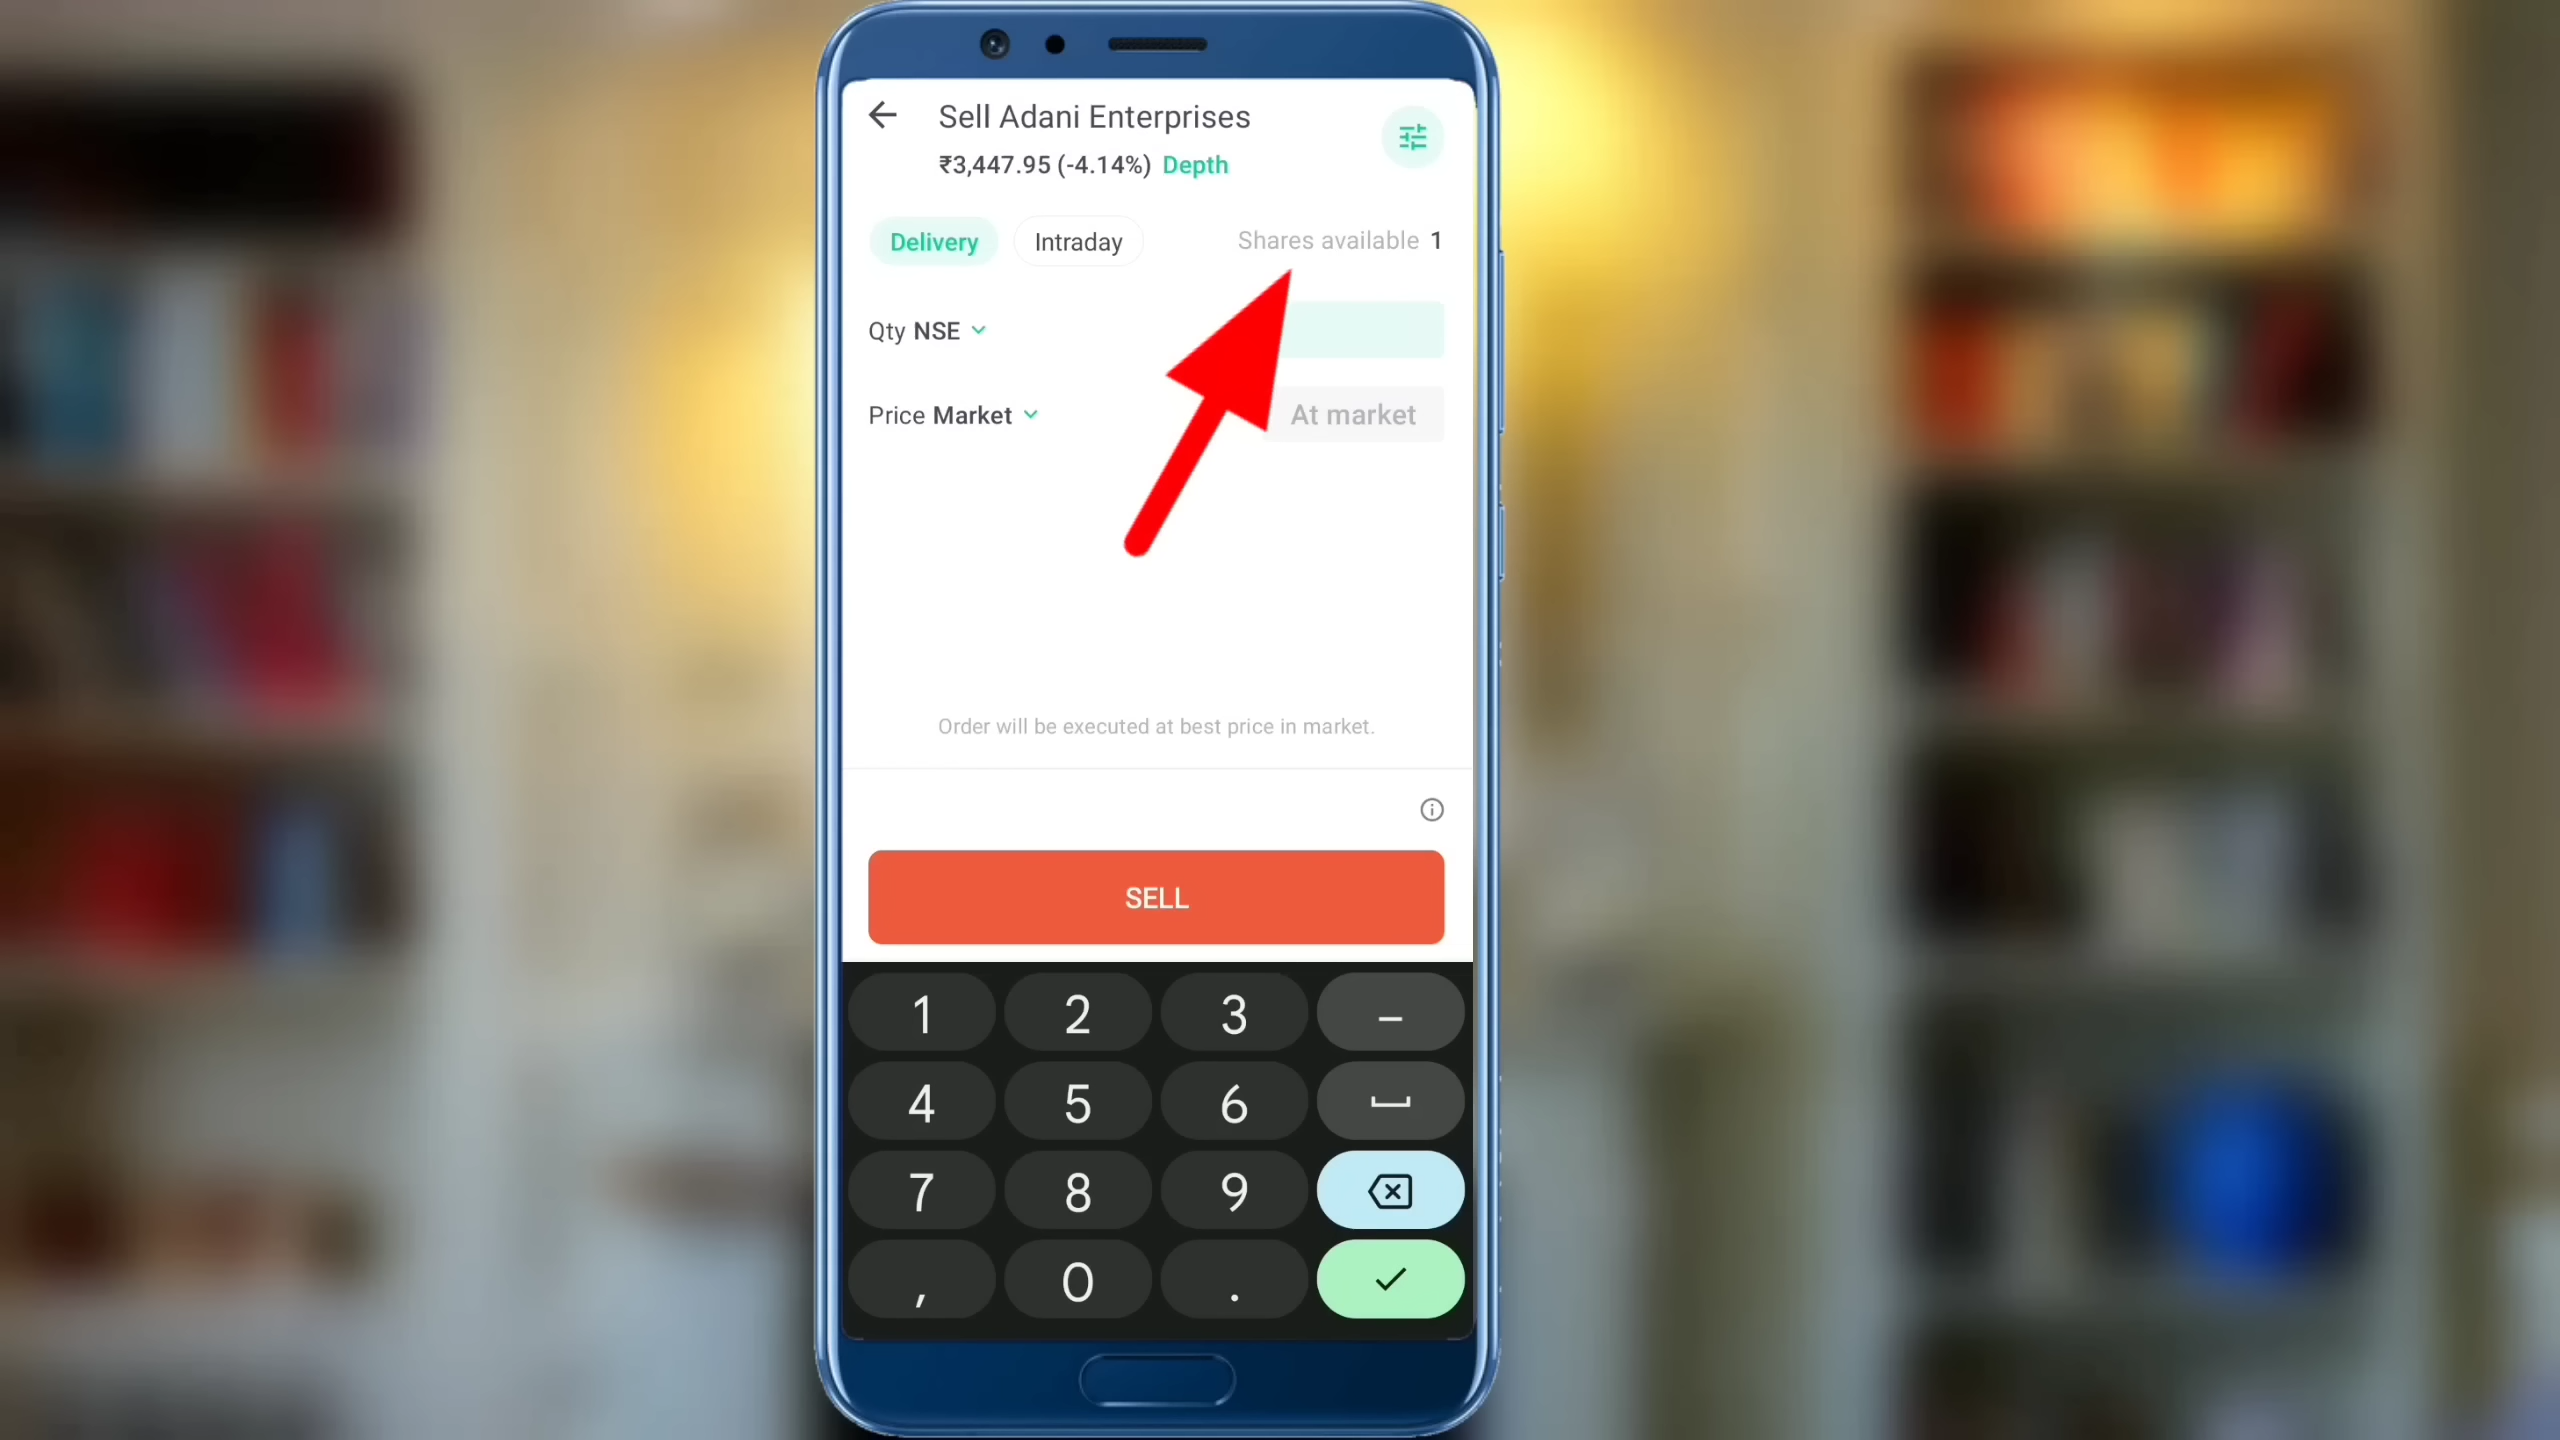 Sell Adani Enterprises
₹3,447.95 (-4.14%) Depth
Delivery Intraday Shares available 1
Qty NSE
Price Market At market
Order will be executed at best price in market.
SELL
1 2 3 –
4 5 6
7 8 9
, 0 .